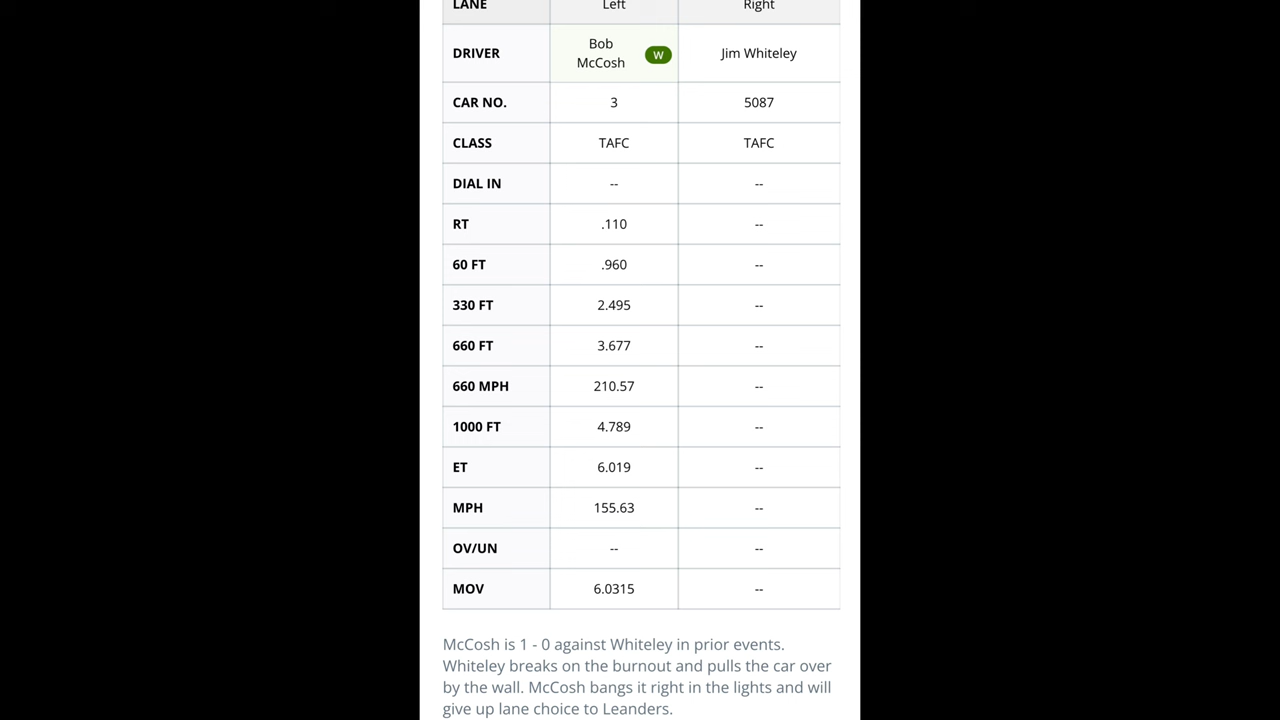 LANE Left Right
DRIVER Bob McCosh W Jim Whiteley
CAR NO. 3 5087
CLASS TAFC TAFC
DIAL IN -- --
RT .110 --
60 FT .960 --
330 FT 2.495 --
660 FT 3.677 --
660 MPH 210.57 --
1000 FT 4.789 --
ET 6.019 --
MPH 155.63 --
OV/UN -- --
MOV 6.0315 --
McCosh is 1 - 0 against Whiteley in prior events.
Whiteley breaks on the burnout and pulls the car over
by the wall. McCosh bangs it right in the lights and will
give up lane choice to Leanders.